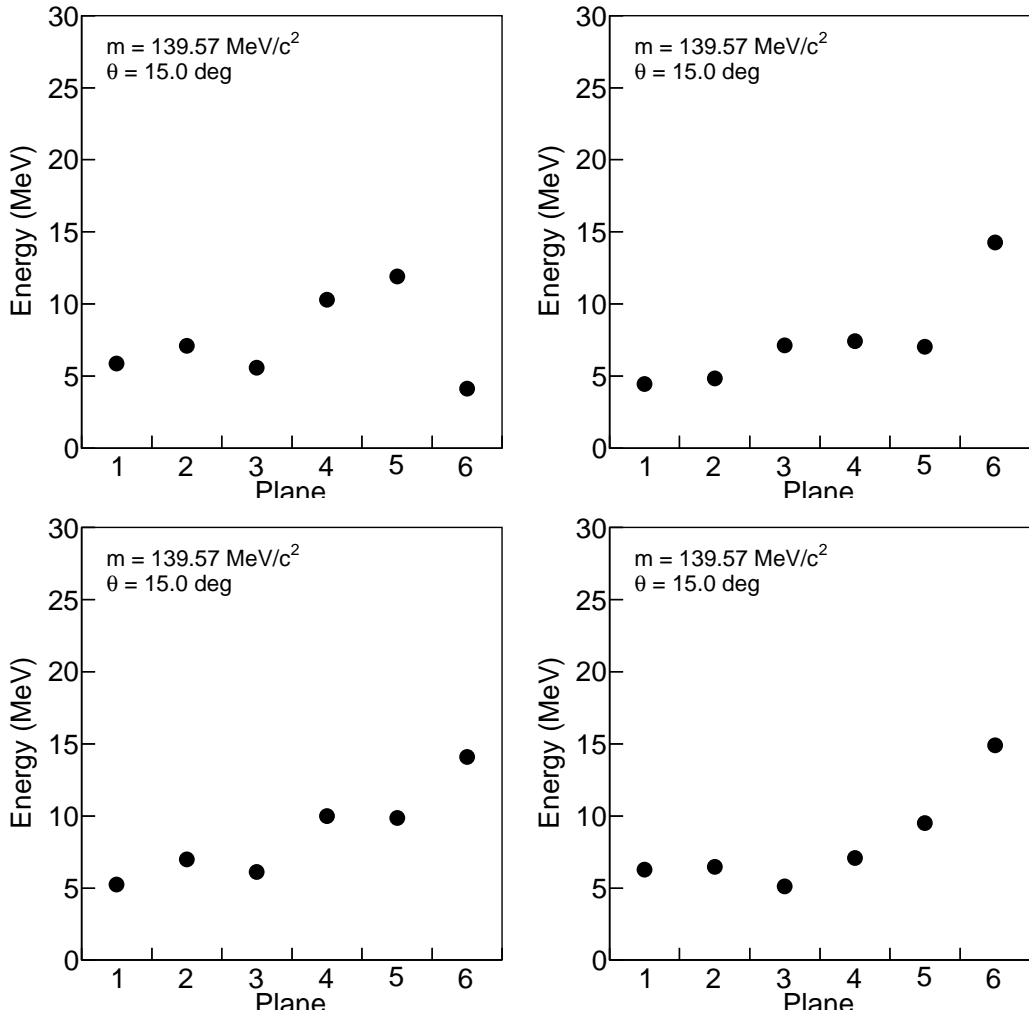 30
25
20
15
10
5
0
Energy (MeV)
m = 139.57 MeV/c²
θ = 15.0 deg
1 2 3 4 5 6
Plane
30
25
20
15
10
5
0
Energy (MeV)
m = 139.57 MeV/c²
θ = 15.0 deg
1 2 3 4 5 6
Plane
30
25
20
15
10
5
0
Energy (MeV)
m = 139.57 MeV/c²
θ = 15.0 deg
1 2 3 4 5 6
Plane
30
25
20
15
10
5
0
Energy (MeV)
m = 139.57 MeV/c²
θ = 15.0 deg
1 2 3 4 5 6
Plane